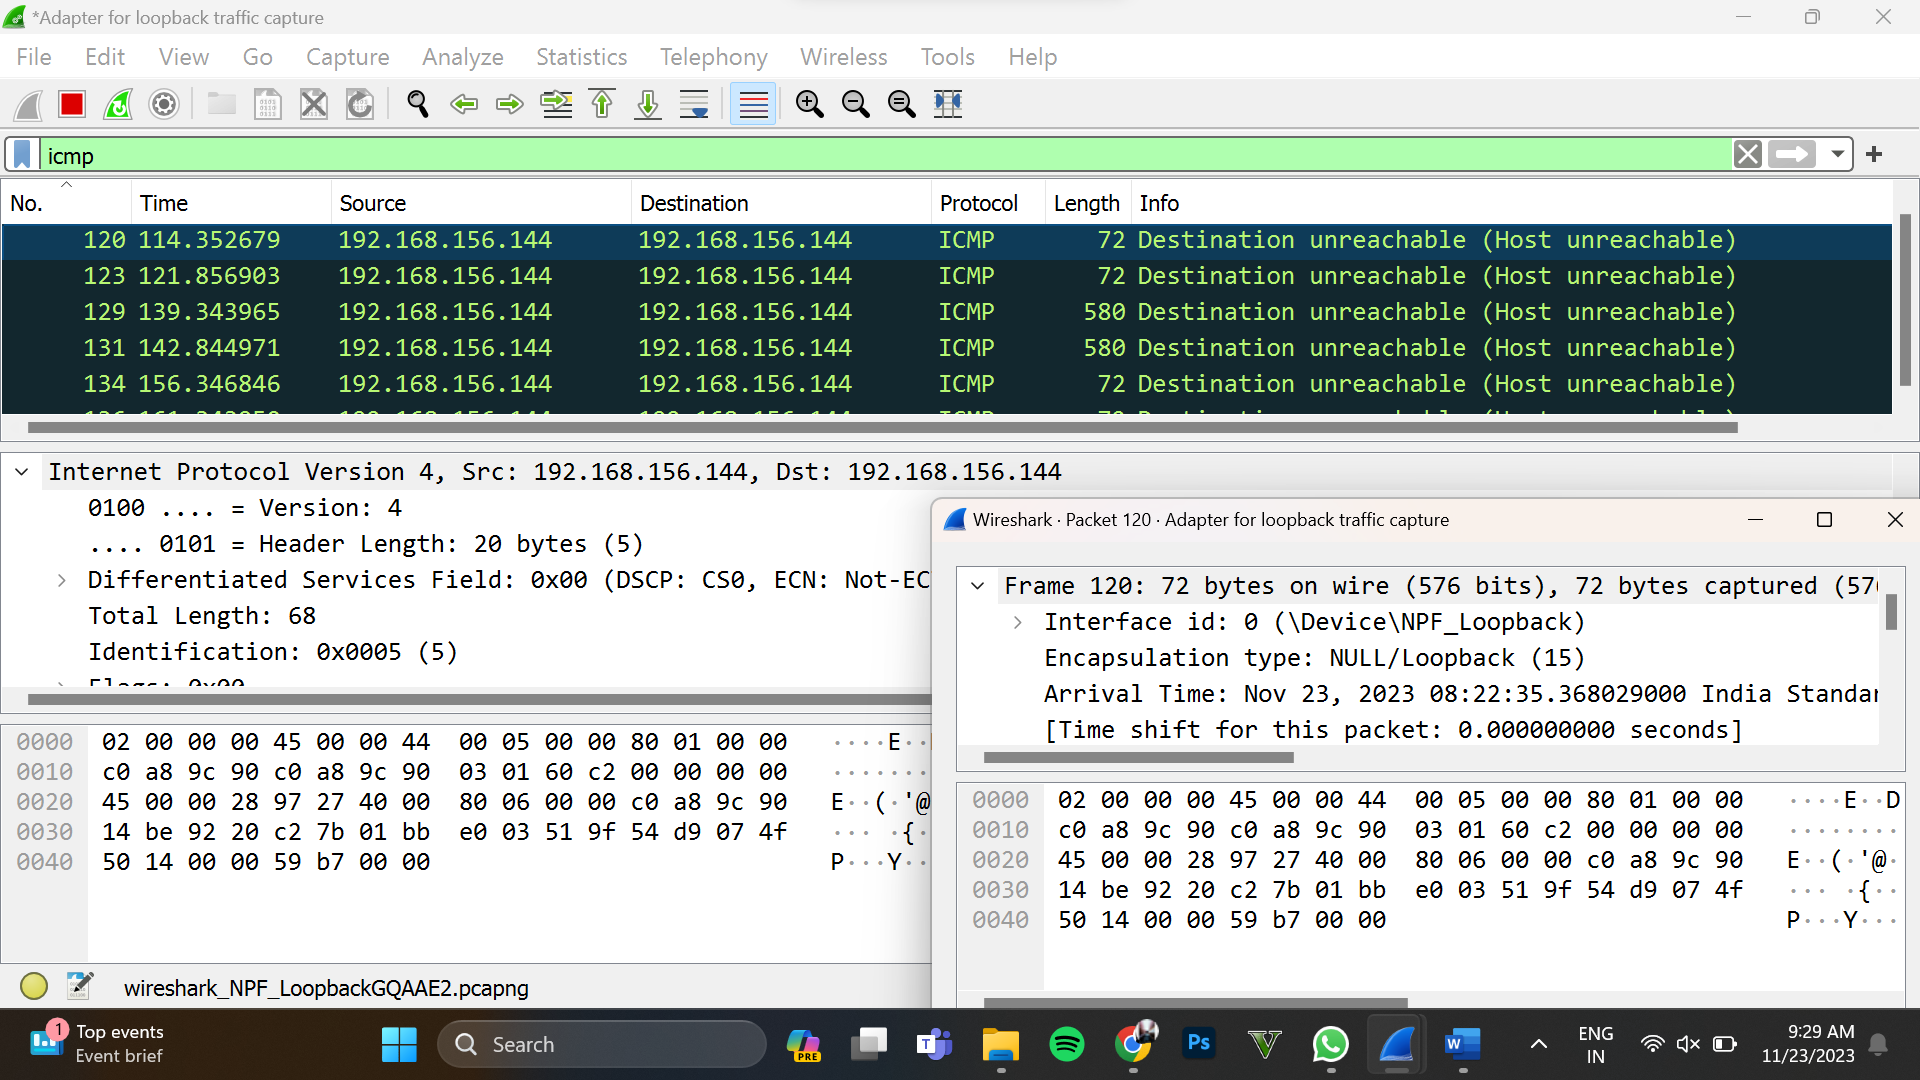 *Adapter for loopback traffic capture
File Edit View Go Capture Analyze Statistics Telephony Wireless Tools Help
icmp
No. Time Source Destination Protocol Length Info
120 114.352679 192.168.156.144 192.168.156.144 ICMP 72 Destination unreachable (Host unreachable)
123 121.856903 192.168.156.144 192.168.156.144 ICMP 72 Destination unreachable (Host unreachable)
129 139.343965 192.168.156.144 192.168.156.144 ICMP 580 Destination unreachable (Host unreachable)
131 142.844971 192.168.156.144 192.168.156.144 ICMP 580 Destination unreachable (Host unreachable)
134 156.346846 192.168.156.144 192.168.156.144 ICMP 72 Destination unreachable (Host unreachable)
Internet Protocol Version 4, Src: 192.168.156.144, Dst: 192.168.156.144
0100 .... = Version: 4
.... 0101 = Header Length: 20 bytes (5)
Differentiated Services Field: 0x00 (DSCP: CS0, ECN: Not-EC
Total Length: 68
Identification: 0x0005 (5)
Flags: 0x00
0000 02 00 00 00 45 00 00 44 00 05 00 00 80 01 00 00 ····E··
0010 c0 a8 9c 90 c0 a8 9c 90 03 01 60 c2 00 00 00 00 ·······
0020 45 00 00 28 97 27 40 00 80 06 00 00 c0 a8 9c 90 E··(·'@
0030 14 be 92 20 c2 7b 01 bb e0 03 51 9f 54 d9 07 4f ··· ·{·
0040 50 14 00 00 59 b7 00 00 P···Y··
wireshark_NPF_LoopbackGQAAE2.pcapng
Wireshark · Packet 120 · Adapter for loopback traffic capture
Frame 120: 72 bytes on wire (576 bits), 72 bytes captured (576
Interface id: 0 (\Device\NPF_Loopback)
Encapsulation type: NULL/Loopback (15)
Arrival Time: Nov 23, 2023 08:22:35.368029000 India Standar
[Time shift for this packet: 0.000000000 seconds]
0000 02 00 00 00 45 00 00 44 00 05 00 00 80 01 00 00 ····E··D
0010 c0 a8 9c 90 c0 a8 9c 90 03 01 60 c2 00 00 00 00 ········
0020 45 00 00 28 97 27 40 00 80 06 00 00 c0 a8 9c 90 E··(·'@·
0030 14 be 92 20 c2 7b 01 bb e0 03 51 9f 54 d9 07 4f ··· ·{··
0040 50 14 00 00 59 b7 00 00 P···Y···
1
Top events
Event brief
Search
PRE
T
Ps
V
W
ENG
IN
9:29 AM
11/23/2023